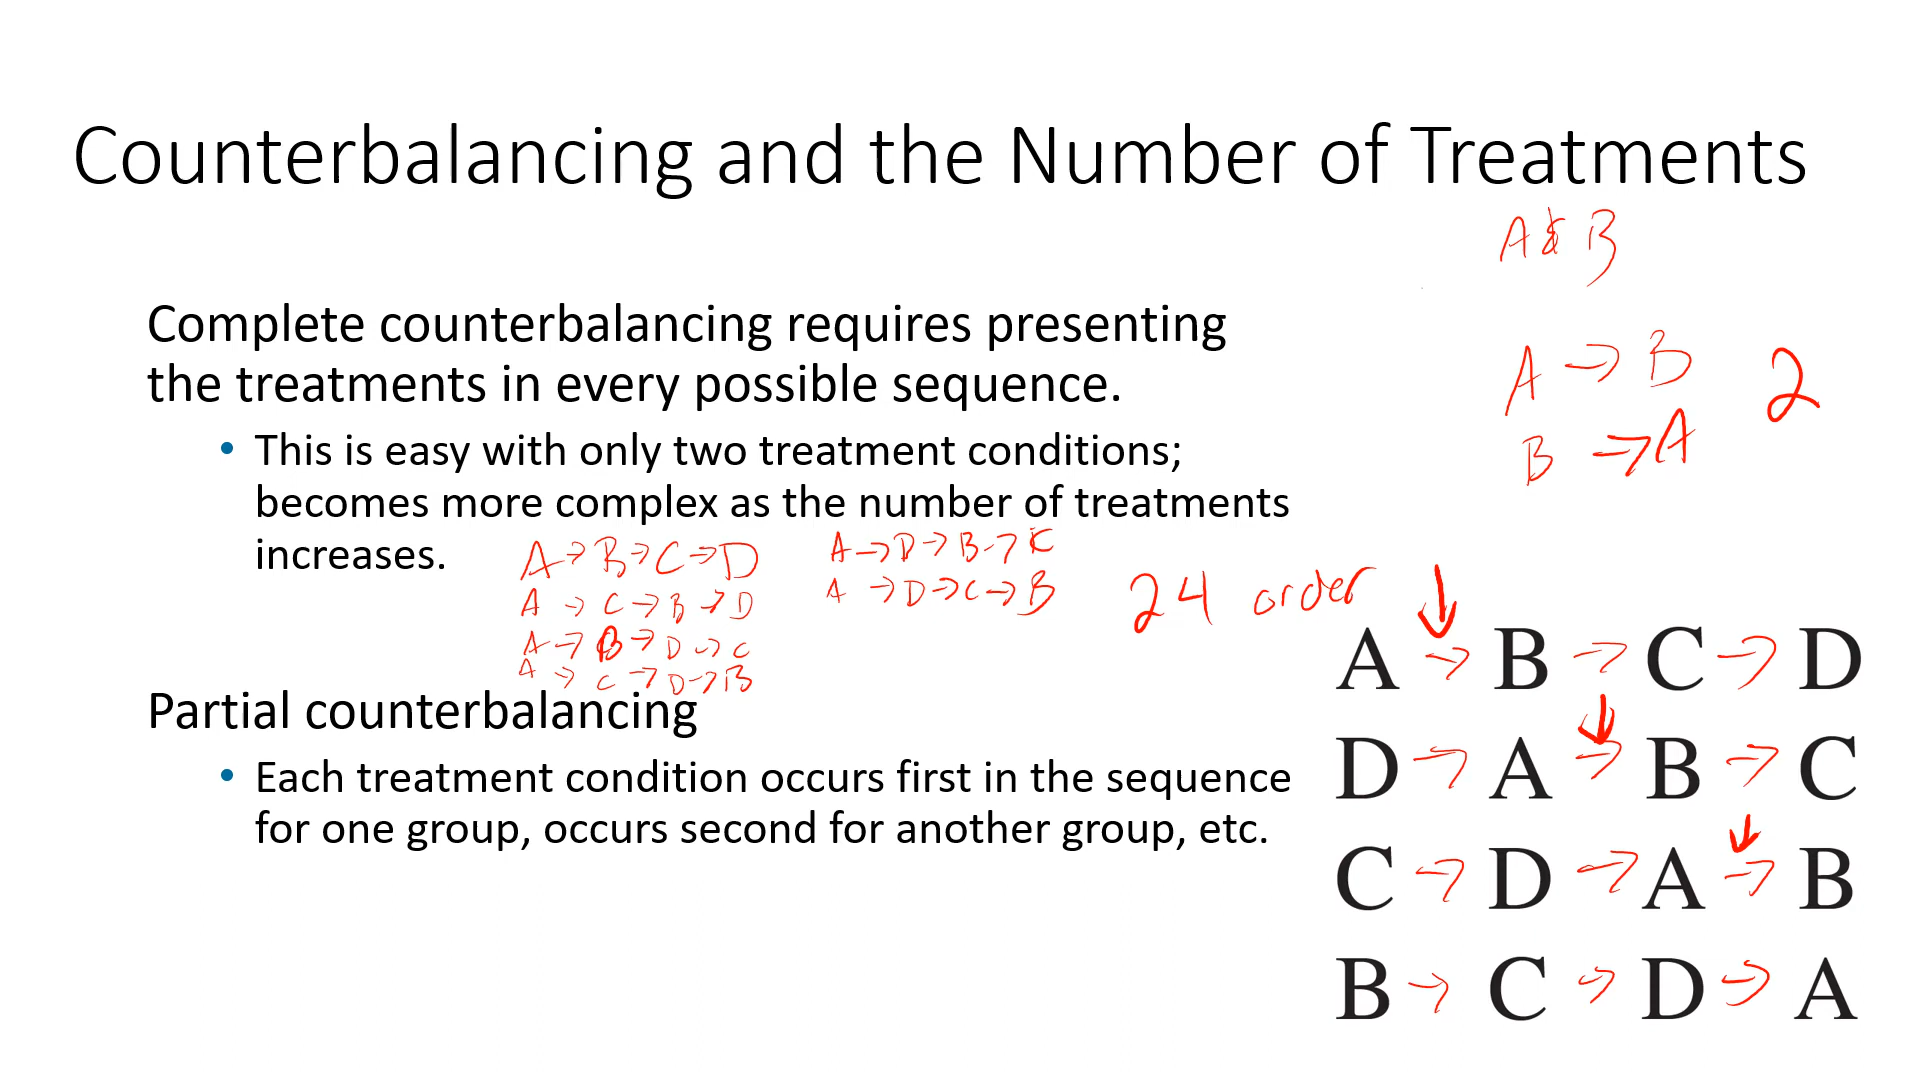 Counterbalancing and the Number of Treatments
A & B
Complete counterbalancing requires presenting
the treatments in every possible sequence.
A → B
B → A
2
• This is easy with only two treatment conditions;
becomes more complex as the number of treatments
increases.
A → B → C → D
A → C → B → D
A → B → D → C
A → C → D → B
A → D → B → C
A → D → C → B
24 order
Partial counterbalancing
• Each treatment condition occurs first in the sequence
for one group, occurs second for another group, etc.
A → B → C → D
D → A → B → C
C → D → A → B
B → C → D → A